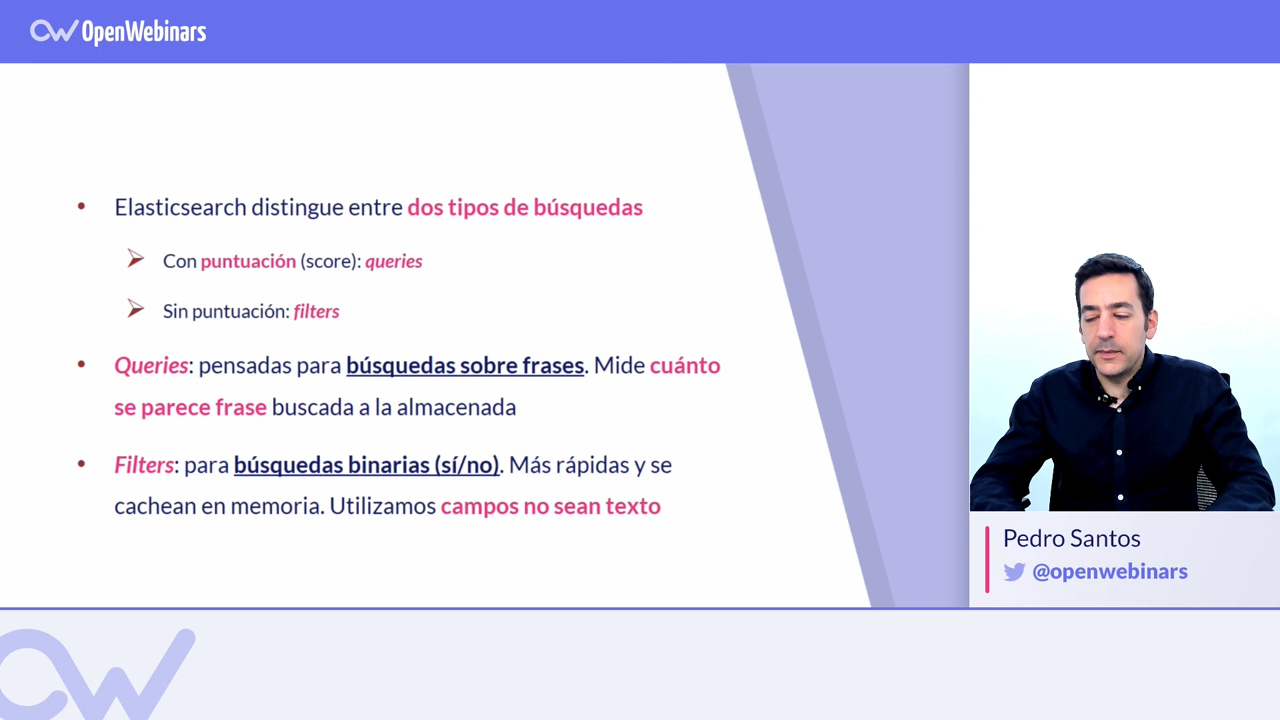 OpenWebinars
• Elasticsearch distingue entre dos tipos de búsquedas
➢ Con puntuación (score): queries
➢ Sin puntuación: filters
• Queries: pensadas para búsquedas sobre frases. Mide cuánto
se parece frase buscada a la almacenada
• Filters: para búsquedas binarias (sí/no). Más rápidas y se
cachean en memoria. Utilizamos campos no sean texto
Pedro Santos
@openwebinars